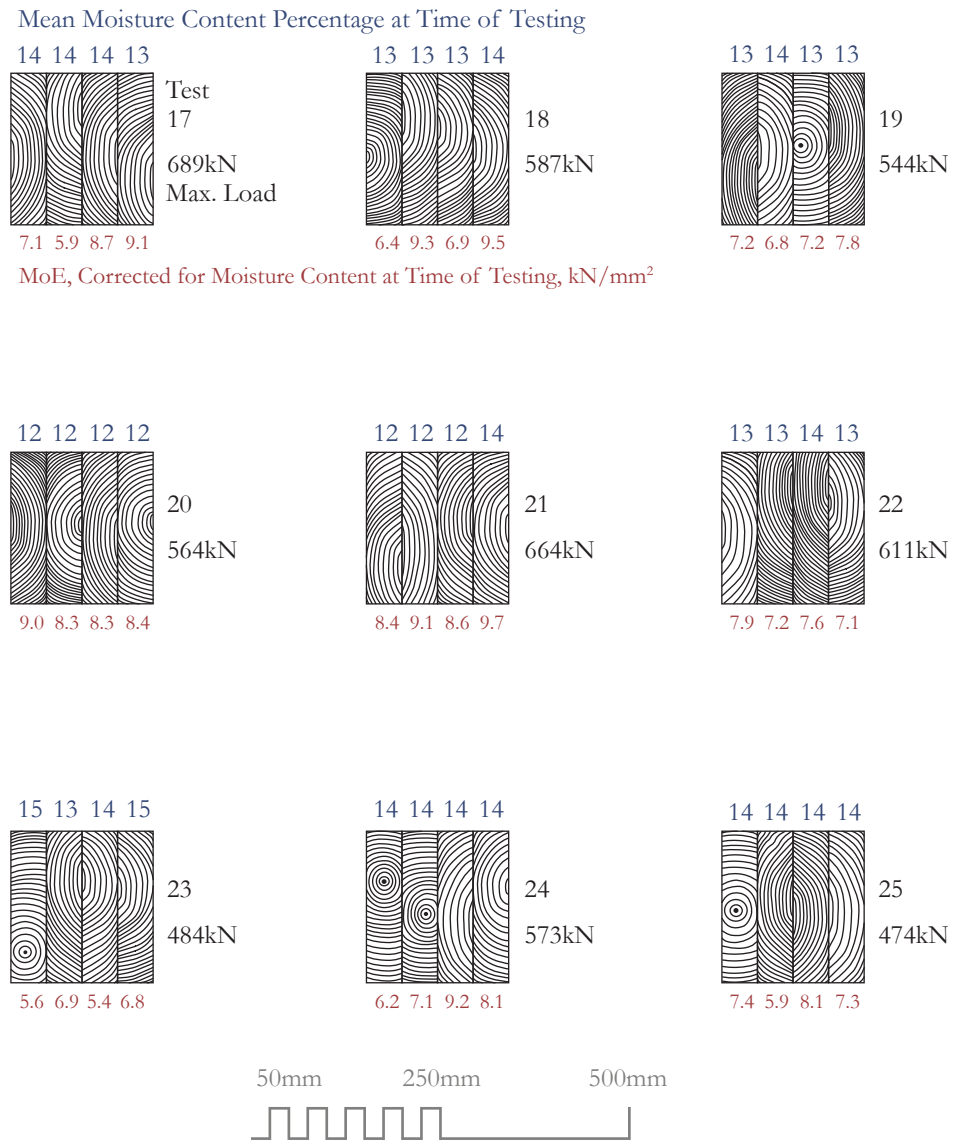 Mean Moisture Content Percentage at Time of Testing
14 14 14 13
Test
17
689kN
Max. Load
7.1 5.9 8.7 9.1
13 13 13 14
18
587kN
6.4 9.3 6.9 9.5
13 14 13 13
19
544kN
7.2 6.8 7.2 7.8
MoE, Corrected for Moisture Content at Time of Testing, kN/mm²
12 12 12 12
20
564kN
9.0 8.3 8.3 8.4
12 12 12 14
21
664kN
8.4 9.1 8.6 9.7
13 13 14 13
22
611kN
7.9 7.2 7.6 7.1
15 13 14 15
23
484kN
5.6 6.9 5.4 6.8
14 14 14 14
24
573kN
6.2 7.1 9.2 8.1
14 14 14 14
25
474kN
7.4 5.9 8.1 7.3
50mm 250mm 500mm